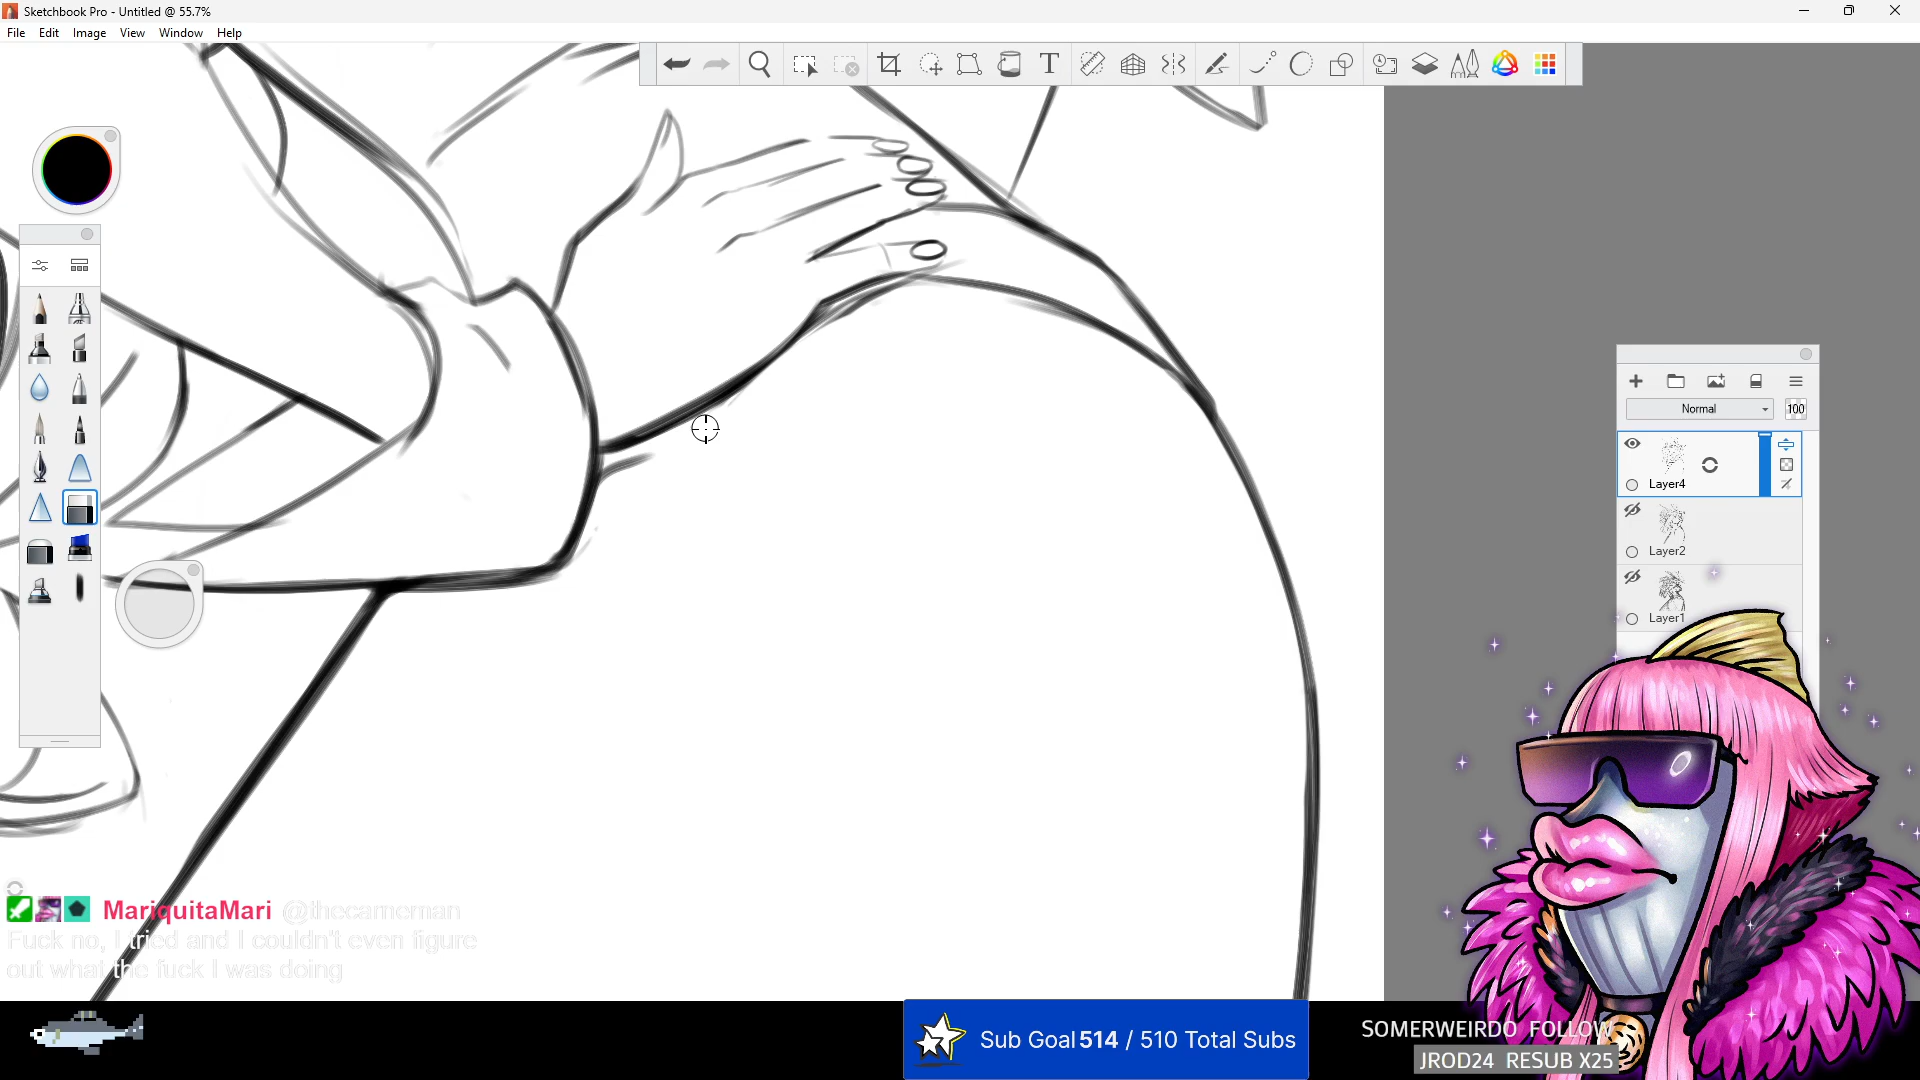 Sketchbook Pro - Untitled @ 55.7%
File Edit Image View Window Help
T
Normal 100
Layer4
Layer2
Layer1
MariquitaMari @ihecarneman
Fuck no, I tried and I couldn't even figure
out what the fuck I was doing
Sub Goal 514 / 510 Total Subs
SOMERWEIRDO FOLLOW
JROD24 RESUB X25